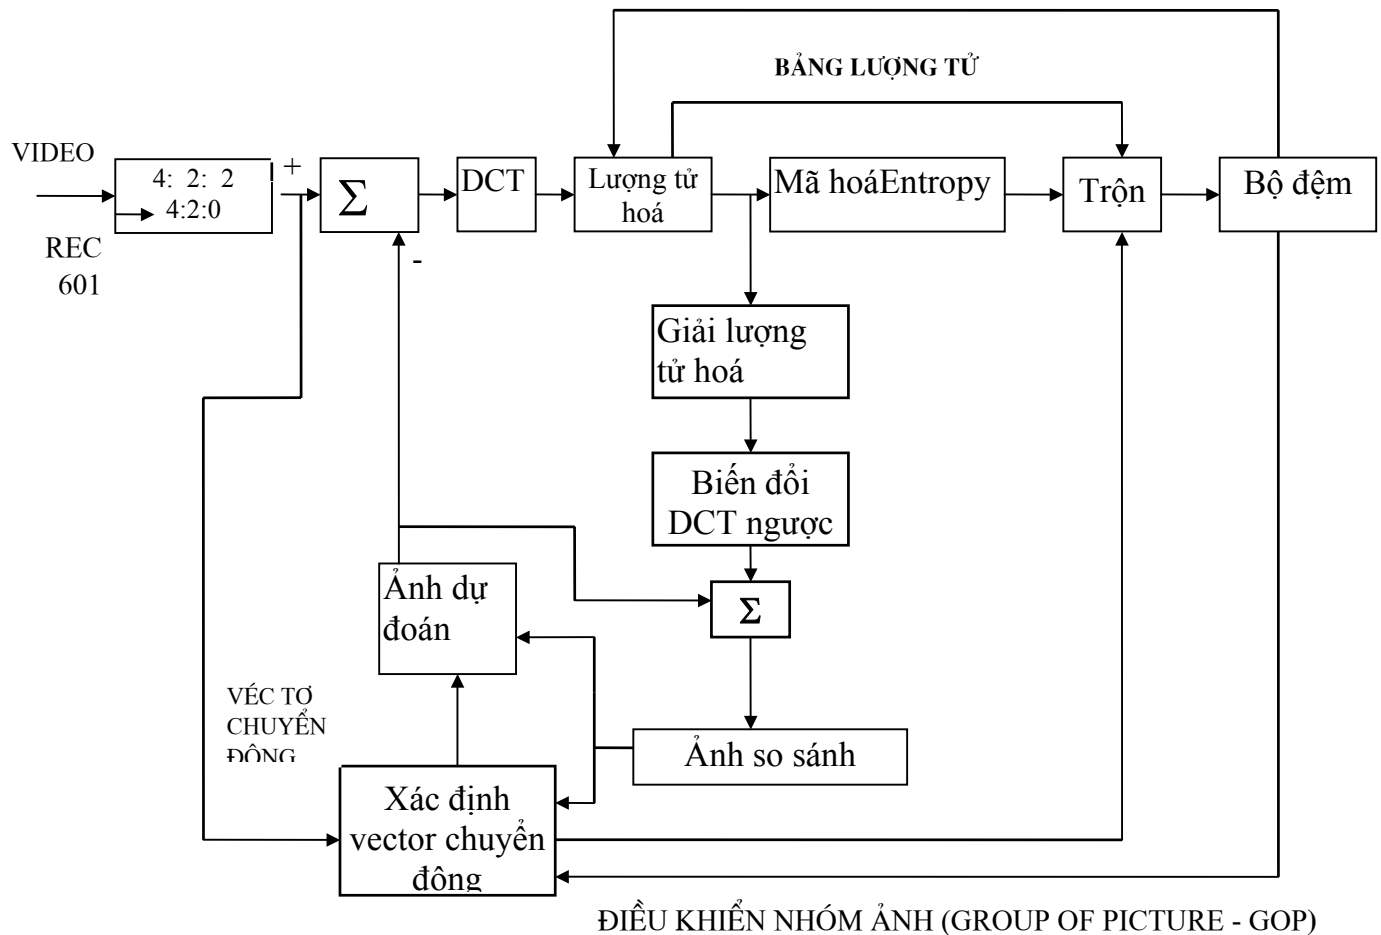 BẢNG LƯỢNG TỬ
VIDEO
4: 2: 2
4:2:0
REC
601
+
Σ
-
DCT
Lượng tử
hoá
Mã hoáEntropy
Trộn
Bộ đệm
Giải lượng
tử hoá
Biến đổi
DCT ngược
Σ
Ảnh dự
đoán
VÉC TƠ
CHUYỂN
ĐỘNG
Ảnh so sánh
Xác định
vector chuyển
động
ĐIỀU KHIỂN NHÓM ẢNH (GROUP OF PICTURE - GOP)